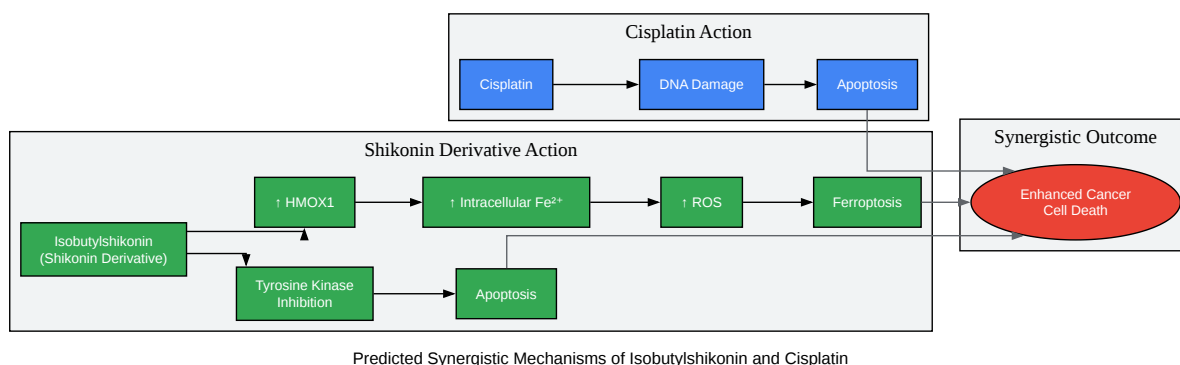 Cisplatin Action
Cisplatin
DNA Damage
Apoptosis
Shikonin Derivative Action
Isobutylshikonin
(Shikonin Derivative)
↑ HMOX1
↑ Intracellular Fe²⁺
↑ ROS
Ferroptosis
Tyrosine Kinase
Inhibition
Apoptosis
Synergistic Outcome
Enhanced Cancer
Cell Death
Predicted Synergistic Mechanisms of Isobutylshikonin and Cisplatin